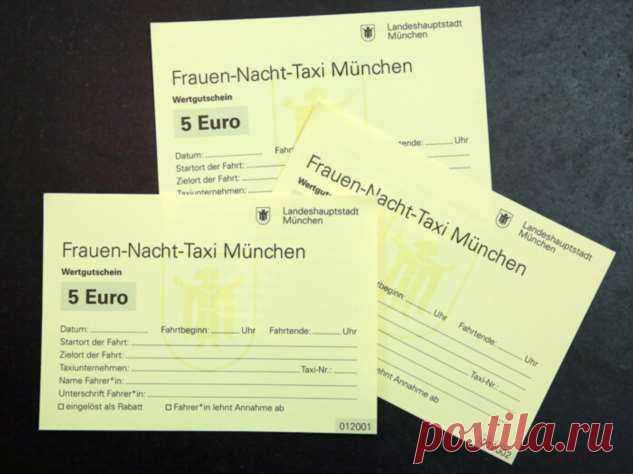 Landeshauptstadt
München
Frauen-Nacht-Taxi München
Wertgutschein
5 Euro
Datum: Fahrtende: Uhr
Startort der Fahrt:
Zielort der Fahrt:
Taxiunternehmen:
Landeshauptstadt
München
Frauen-Nacht-Taxi München
Uhr Fahrtende: Uhr
Taxi-Nr.:
lehnt Annahme ab
Landeshauptstadt
München
Frauen-Nacht-Taxi München
Wertgutschein
5 Euro
Datum: Fahrtbeginn: Uhr Fahrtende: Uhr
Startort der Fahrt:
Zielort der Fahrt:
Taxiunternehmen: Taxi-Nr.:
Name Fahrer*in:
Unterschrift Fahrer*in:
eingelöst als Rabatt Fahrer*in lehnt Annahme ab
012001
postila.ru